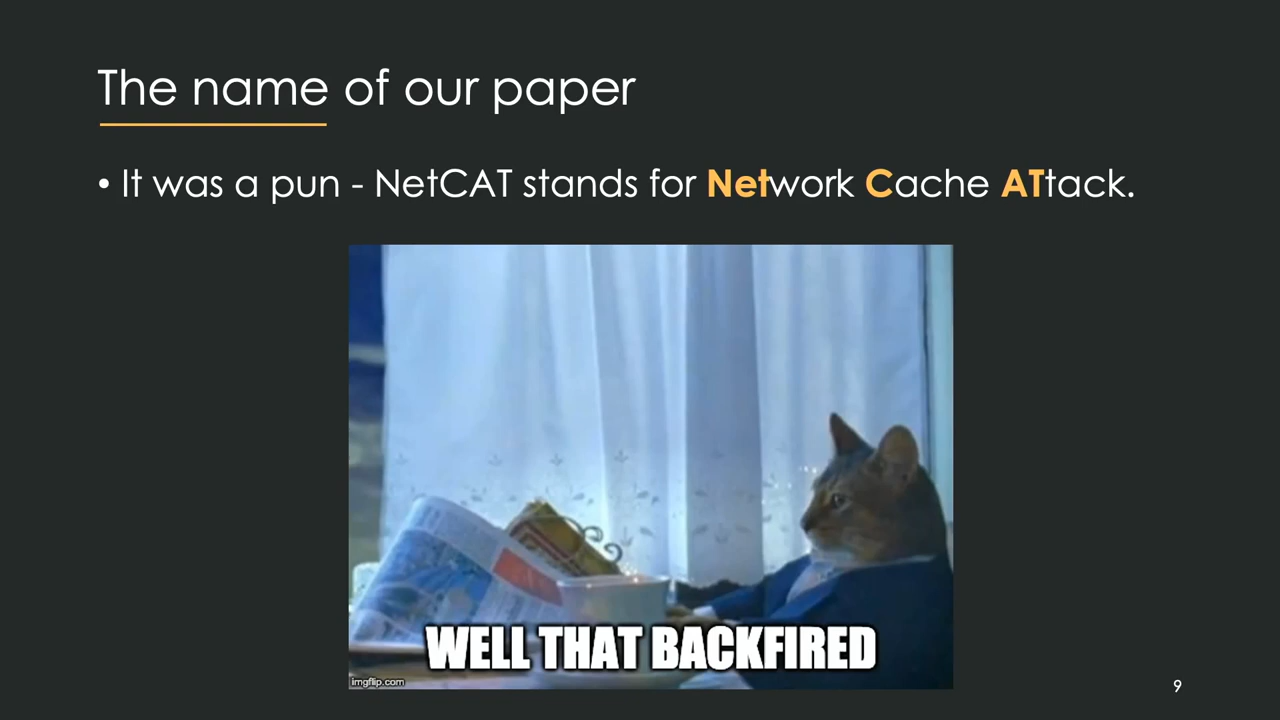 The name of our paper
• It was a pun - NetCAT stands for Network Cache ATtack.
WELL THAT BACKFIRED
imgflip.com
9